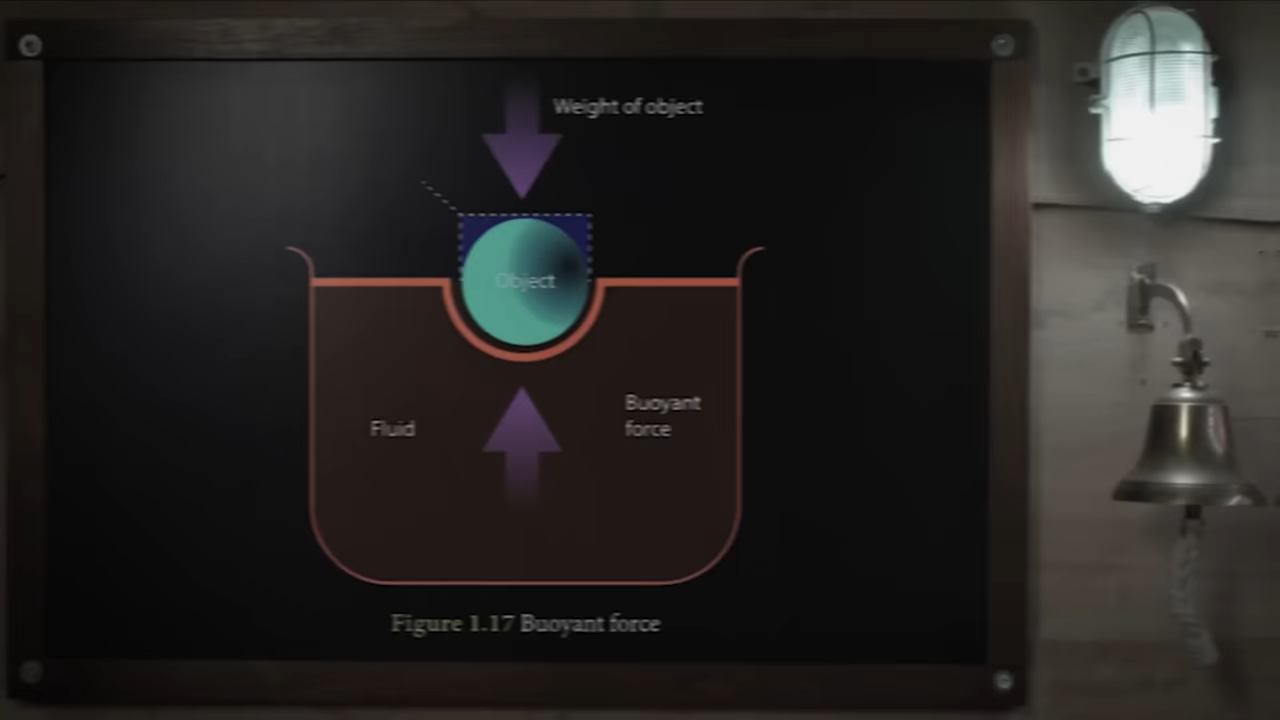 Weight of object
Object
Fluid
Buoyant
force
Figure 1.17 Buoyant force